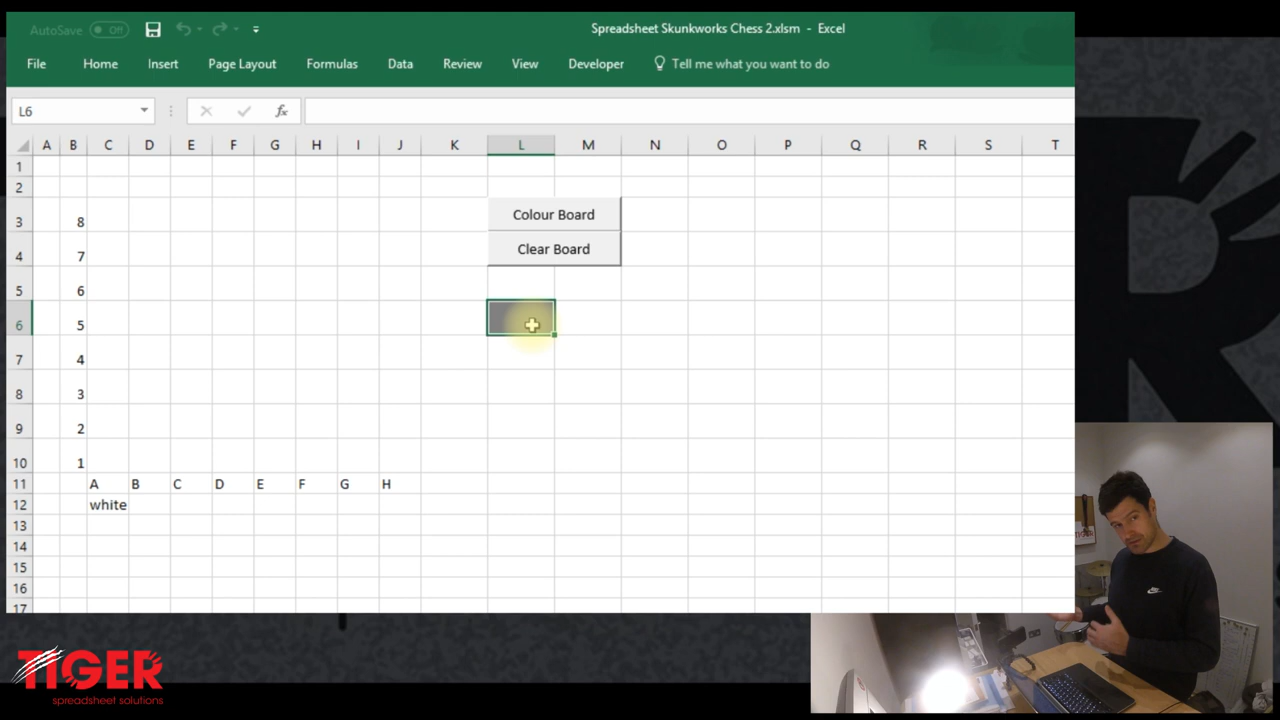 AutoSave Off
Spreadsheet Skunkworks Chess 2.xlsm - Excel
File Home Insert Page Layout Formulas Data Review View Developer Tell me what you want to do
L6 fx
A B C D E F G H I J K L M N O P Q R S T
1
2
3 8 Colour Board
4 7 Clear Board
5 6
6 5
7 4
8 3
9 2
10 1
11 A B C D E F G H
12 white
13
14
15
16
17
TIGER
spreadsheet solutions
TIGER